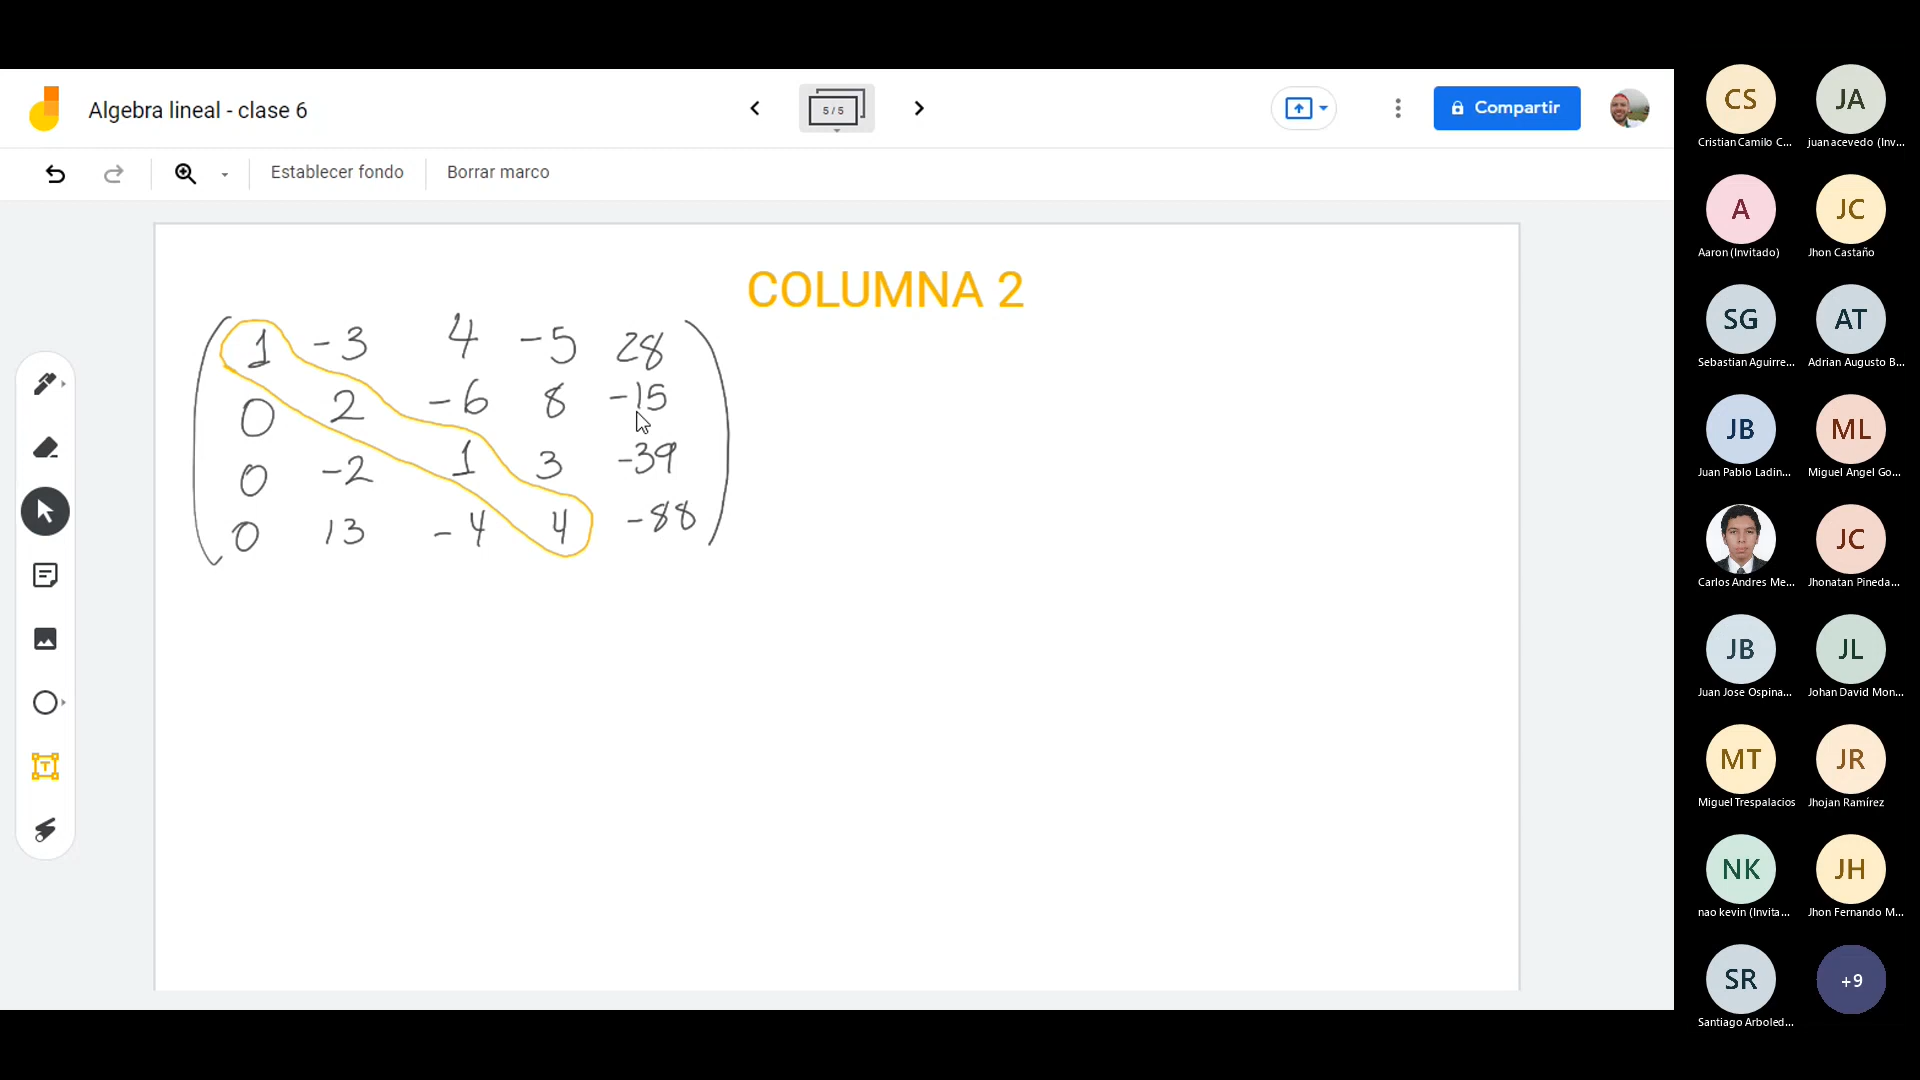 Algebra lineal - clase 6
5 / 5
Compartir
Establecer fondo
Borrar marco
COLUMNA 2
1 -3 4 -5 28
0 2 -6 8 -15
0 -2 1 3 -39
0 13 -4 4 -88
CS
JA
Cristian Camilo C...
juan acevedo (Inv...
A
JC
Aaron (Invitado)
Jhon Castaño
SG
AT
Sebastian Aguirre...
Adrian Augusto B...
JB
ML
Juan Pablo Ladin...
Miguel Angel Go...
JC
Carlos Andres Me...
Jhonatan Pineda...
JB
JL
Juan Jose Ospina...
Johan David Mon...
MT
JR
Miguel Trespalacios
Jhojan Ramírez
NK
JH
nao kevin (Invita...
Jhon Fernando M...
SR
+9
Santiago Arboled...